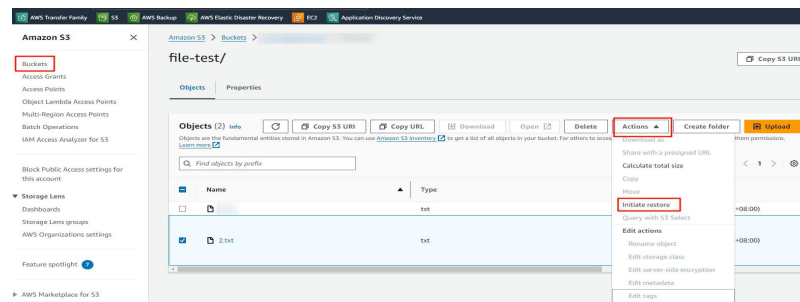 AWS Transfer Family S3 AWS Backup AWS Elastic Disaster Recovery EC2 Application Discovery Service
Amazon S3
Amazon S3 > Buckets >
file-test/
Copy S3 URI
Buckets
Access Grants
Access Points
Object Lambda Access Points
Multi-Region Access Points
Batch Operations
IAM Access Analyzer for S3
Block Public Access settings for
this account
Storage Lens
Dashboards
Storage Lens groups
AWS Organizations settings
Feature spotlight 7
AWS Marketplace for S3
Objects Properties
Objects (2) Info Copy S3 URI Copy URL Download Open Delete Actions Create folder Upload
Objects are the fundamental entities stored in Amazon S3. You can use Amazon S3 inventory to get a list of all objects in your bucket. For others to acces them permissions.
Learn more
Find objects by prefix
< 1 >
Name Type
txt +08:00)
2.txt txt +08:00)
Download as
Share with a presigned URL
Calculate total size
Copy
Move
Initiate restore
Query with S3 Select
Edit actions
Rename object
Edit storage class
Edit server-side encryption
Edit metadata
Edit tags